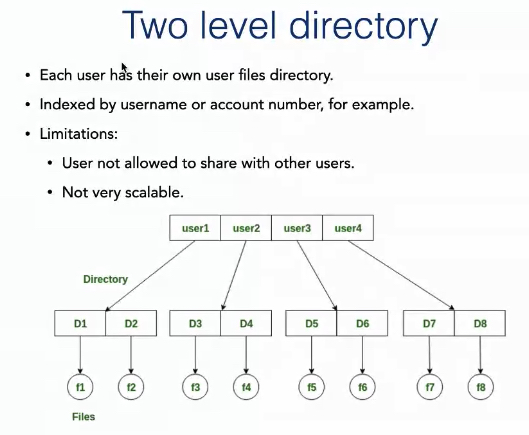 Two level directory
• Each user has their own user files directory.
• Indexed by username or account number, for example.
• Limitations:
• User not allowed to share with other users.
• Not very scalable.
user1 user2 user3 user4
Directory
D1 D2 D3 D4 D5 D6 D7 D8
f1 f2 f3 f4 f5 f6 f7 f8
Files